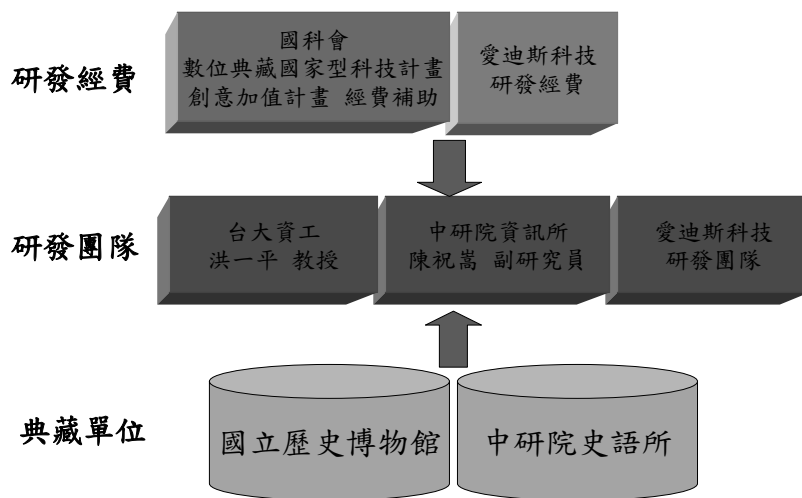 研發經費
國科會
數位典藏國家型科技計畫
創意加值計畫 經費補助
愛迪斯科技
研發經費
研發團隊
台大資工
洪一平 教授
中研院資訊所
陳祝嵩 副研究員
愛迪斯科技
研發團隊
典藏單位
國立歷史博物館
中研院史語所